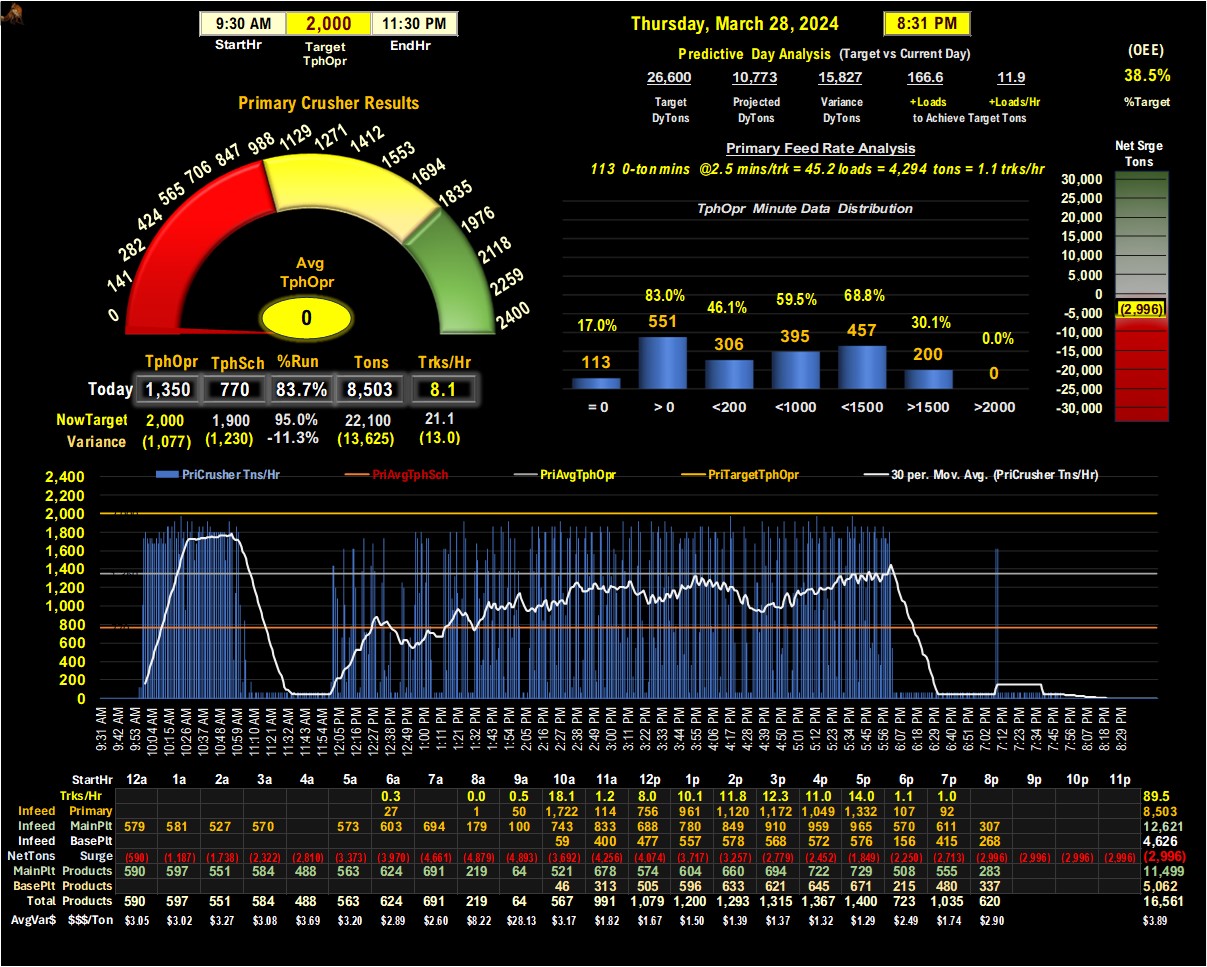 9:30 AM 2,000 11:30 PM
StartHr Target TphOpr EndHr
Thursday, March 28, 2024 8:31 PM
Predictive Day Analysis (Target vs Current Day)
26,600 10,773 15,827 166.6 11.9
Target DyTons Projected DyTons Variance DyTons +Loads +Loads/Hr
to Achieve Target Tons
(OEE)
38.5%
%Target
Primary Crusher Results
0 141 282 424 565 706 847 988 1129 1271 1412 1553 1694 1835 1976 2118 2259 2400
Avg
TphOpr
0
TphOpr TphSch %Run Tons Trks/Hr
Today 1,350 770 83.7% 8,503 8.1
NowTarget 2,000 1,900 95.0% 22,100 21.1
Variance (1,077) (1,230) -11.3% (13,625) (13.0)
Primary Feed Rate Analysis
113 0-ton mins @2.5 mins/trk = 45.2 loads = 4,294 tons = 1.1 trks/hr
TphOpr Minute Data Distribution
17.0% 83.0% 46.1% 59.5% 68.8% 30.1% 0.0%
113 551 306 395 457 200 0
= 0 > 0 <200 <1000 <1500 >1500 >2000
Net Srge
Tons
30,000
25,000
20,000
15,000
10,000
5,000
0
(2,996)
-5,000
-10,000
-15,000
-20,000
-25,000
-30,000
PriCrusher Tns/Hr PriAvgTphSch PriAvgTphOpr PriTargetTphOpr 30 per. Mov. Avg. (PriCrusher Tns/Hr)
2,400
2,200
2,000
1,800
1,600
1,400
1,200
1,000
800
600
400
200
0
9:31 AM 9:42 AM 9:53 AM 10:04 AM 10:15 AM 10:26 AM 10:37 AM 10:48 AM 10:59 AM 11:10 AM 11:21 AM 11:32 AM 11:43 AM 11:54 AM 12:05 PM 12:16 PM 12:27 PM 12:38 PM 12:49 PM 1:00 PM 1:11 PM 1:21 PM 1:32 PM 1:43 PM 1:54 PM 2:05 PM 2:16 PM 2:27 PM 2:38 PM 2:49 PM 3:00 PM 3:11 PM 3:22 PM 3:33 PM 3:44 PM 3:55 PM 4:06 PM 4:17 PM 4:28 PM 4:39 PM 4:50 PM 5:01 PM 5:12 PM 5:23 PM 5:34 PM 5:45 PM 5:56 PM 6:07 PM 6:18 PM 6:29 PM 6:40 PM 6:51 PM 7:02 PM 7:12 PM 7:23 PM 7:34 PM 7:45 PM 7:56 PM 8:07 PM 8:18 PM 8:29 PM
StartHr 12a 1a 2a 3a 4a 5a 6a 7a 8a 9a 10a 11a 12p 1p 2p 3p 4p 5p 6p 7p 8p 9p 10p 11p
Trks/Hr 0.3 0.0 0.5 18.1 1.2 8.0 10.1 11.8 12.3 11.0 14.0 1.1 1.0 89.5
Infeed Primary 27 1 50 1,722 114 756 961 1,120 1,172 1,049 1,332 107 92 8,503
Infeed MainPlt 579 581 527 570 573 603 694 179 100 743 833 688 780 849 910 959 965 570 611 307 12,621
Infeed BasePlt 59 400 477 557 578 568 572 576 156 415 268 4,626
NetTons Surge (590) (1,187) (1,738) (2,322) (2,810) (3,373) (3,970) (4,661) (4,879) (4,893) (3,692) (4,256) (4,074) (3,717) (3,257) (2,779) (2,452) (1,849) (2,250) (2,713) (2,996) (2,996) (2,996) (2,996) (2,996)
MainPlt Products 590 597 551 584 488 563 624 691 219 64 521 678 574 604 660 694 722 729 508 555 283 11,499
BasePlt Products 46 313 505 596 633 621 645 671 215 480 337 5,062
Total Products 590 597 551 584 488 563 624 691 219 64 567 991 1,079 1,200 1,293 1,315 1,367 1,400 723 1,035 620 16,561
AvgVar$ $$$/Ton $3.05 $3.02 $3.27 $3.08 $3.69 $3.20 $2.89 $2.60 $8.22 $28.13 $3.17 $1.82 $1.67 $1.50 $1.39 $1.37 $1.32 $1.29 $2.49 $1.74 $2.90 $3.89